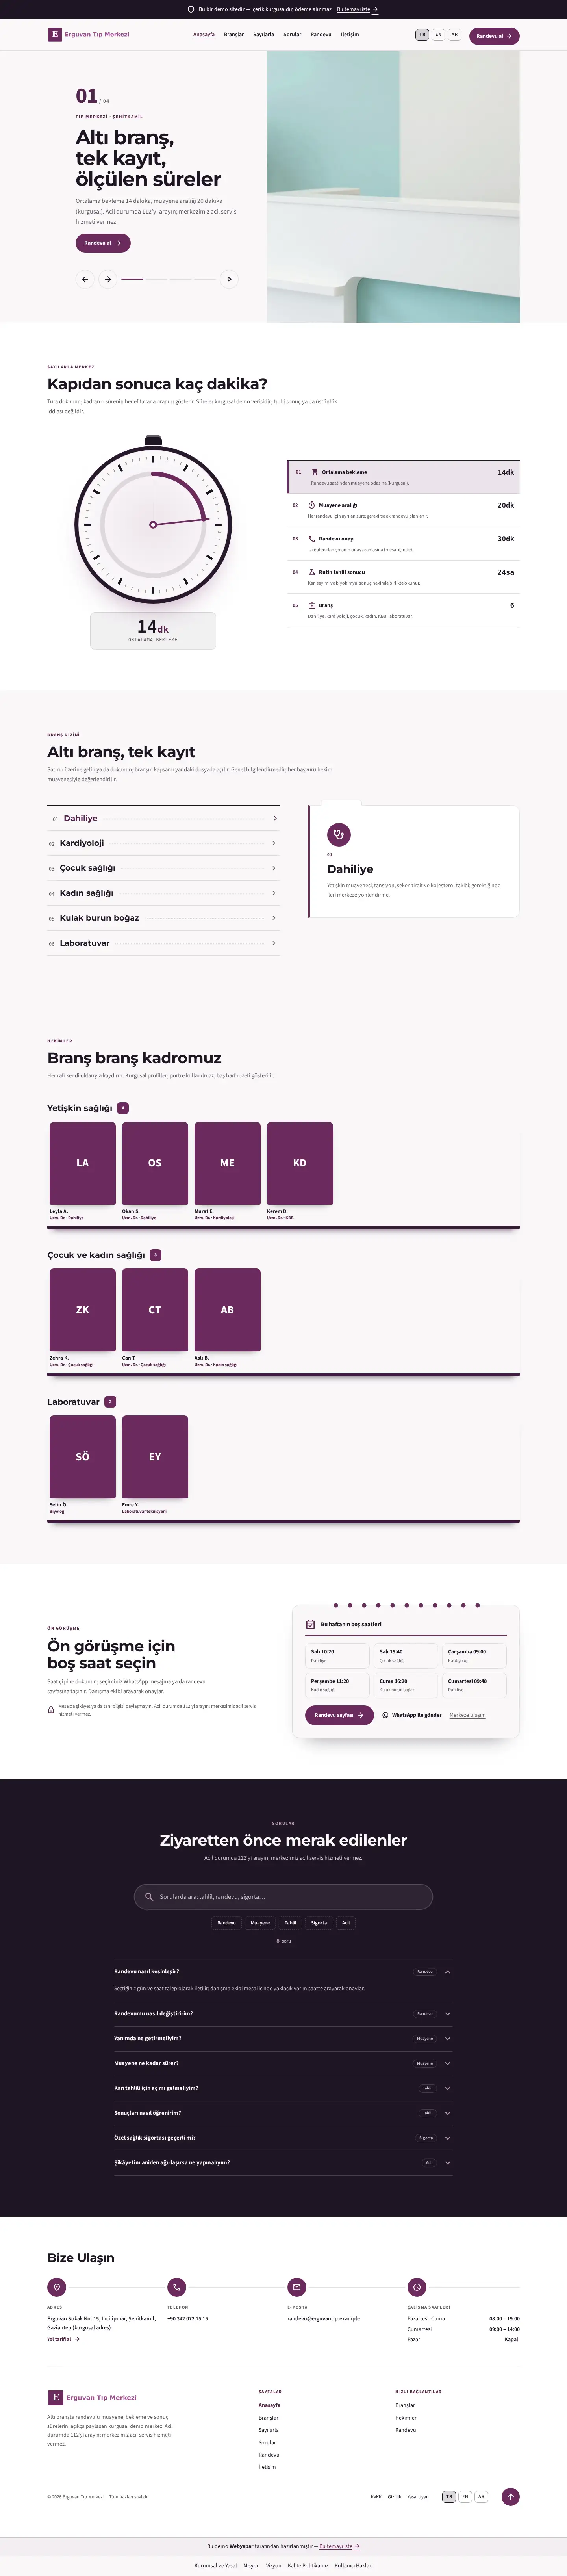 Bu bir demo sitedir — içerik kurgusaldır, ödeme alınmaz Bu temayı iste →
E Erguvan Tıp Merkezi
Anasayfa Branşlar Sayılarla Sorular Randevu İletişim
TR EN AR
Randevu al →
01 / 04
TIP MERKEZİ · ŞEHİTKAMİL
Altı branş,
tek kayıt,
ölçülen süreler
Ortalama bekleme 14 dakika, muayene aralığı 20 dakika
(kurgusal). Acil durumda 112'yi arayın; merkezimiz acil servis
hizmeti vermez.
Randevu al →
SAYILARLA MERKEZ
Kapıdan sonuca kaç dakika?
Tura dokunun; kadran o sürenin hedef tavana oranını gösterir. Süreler kurgusal demo verisidir; tıbbi sonuç ya da üstünlük
iddiası değildir.
14dk
ORTALAMA BEKLEME
01 Ortalama bekleme 14dk
Randevu saatinden muayene odasına (kurgusal).
02 Muayene aralığı 20dk
Her randevu için ayrılan süre; gerekirse ek randevu planlanır.
03 Randevu onayı 30dk
Talepten danışmanın onay aramasına (mesai içinde).
04 Rutin tahlil sonucu 24sa
Kan sayımı ve biyokimya; sonuç hekimle birlikte okunur.
05 Branş 6
Dahiliye, kardiyoloji, çocuk, kadın, KBB, laboratuvar.
BRANŞ DİZİNİ
Altı branş, tek kayıt
Satırın üzerine gelin ya da dokunun; branşın kapsamı yandaki dosyada açılır. Genel bilgilendirmedir; her başvuru hekim
muayenesiyle değerlendirilir.
01 Dahiliye
02 Kardiyoloji
03 Çocuk sağlığı
04 Kadın sağlığı
05 Kulak burun boğaz
06 Laboratuvar
01
Dahiliye
Yetişkin muayenesi; tansiyon, şeker, tiroit ve kolesterol takibi; gerektiğinde
ileri merkeze yönlendirme.
HEKİMLER
Branş branş kadromuz
Her rafı kendi oklarıyla kaydırın. Kurgusal profiller; portre kullanılmaz, baş harf rozeti gösterilir.
Yetişkin sağlığı 4
LA OS ME KD
Leyla A. Okan S. Murat E. Kerem D.
Uzm. Dr. · Dahiliye Uzm. Dr. · Dahiliye Uzm. Dr. · Kardiyoloji Uzm. Dr. · KBB
Çocuk ve kadın sağlığı 3
ZK CT AB
Zehra K. Can T. Aslı B.
Uzm. Dr. · Çocuk sağlığı Uzm. Dr. · Çocuk sağlığı Uzm. Dr. · Kadın sağlığı
Laboratuvar 2
SÖ EY
Selin Ö. Emre Y.
Biyolog Laboratuvar teknisyeni
ÖN GÖRÜŞME
Ön görüşme için
boş saat seçin
Saat çipine dokunun; seçiminiz WhatsApp mesajına ya da randevu
sayfasına taşınır. Danışma ekibi arayarak onaylar.
Mesajda şikâyet ya da tanı bilgisi paylaşmayın. Acil durumda 112'yi arayın; merkezimiz acil servis
hizmeti vermez.
Bu haftanın boş saatleri
Salı 10:20 Salı 15:40 Çarşamba 09:00
Dahiliye Çocuk sağlığı Kardiyoloji
Perşembe 11:20 Cuma 16:20 Cumartesi 09:40
Kadın sağlığı Kulak burun boğaz Dahiliye
Randevu sayfası → WhatsApp ile gönder Merkeze ulaşın
SORULAR
Ziyaretten önce merak edilenler
Acil durumda 112'yi arayın; merkezimiz acil servis hizmeti vermez.
Sorularda ara: tahlil, randevu, sigorta…
Randevu Muayene Tahlil Sigorta Acil
8 soru
Randevu nasıl kesinleşir? Randevu
Seçtiğiniz gün ve saat talep olarak iletilir; danışma ekibi mesai içinde yaklaşık yarım saatte arayarak onaylar.
Randevumu nasıl değiştiririm? Randevu
Yanımda ne getirmeliyim? Muayene
Muayene ne kadar sürer? Muayene
Kan tahlili için aç mı gelmeliyim? Tahlil
Sonuçları nasıl öğrenirim? Tahlil
Özel sağlık sigortası geçerli mi? Sigorta
Şikâyetim aniden ağırlaşırsa ne yapmalıyım? Acil
Bize Ulaşın
ADRES TELEFON E-POSTA ÇALIŞMA SAATLERİ
Erguvan Sokak No: 15, İncilipınar, Şehitkamil,
Gaziantep (kurgusal adres)
Yol tarifi al →
+90 342 072 15 15
randevu@erguvantip.example
Pazartesi–Cuma 08:00 – 19:00
Cumartesi 09:00 – 14:00
Pazar Kapalı
E Erguvan Tıp Merkezi
Altı branşta randevulu muayene; bekleme ve sonuç
sürelerini açıkça paylaşan kurgusal demo merkez. Acil
durumda 112'yi arayın; merkezimiz acil servis hizmeti
vermez.
SAYFALAR
Anasayfa
Branşlar
Sayılarla
Sorular
Randevu
İletişim
HIZLI BAĞLANTILAR
Branşlar
Hekimler
Randevu
© 2026 Erguvan Tıp Merkezi Tüm hakları saklıdır.
KVKK Gizlilik Yasal uyarı
TR EN AR
Bu demo Webyapar tarafından hazırlanmıştır — Bu temayı iste →
Kurumsal ve Yasal Misyon Vizyon Kalite Politikamız Kullanıcı Hakları